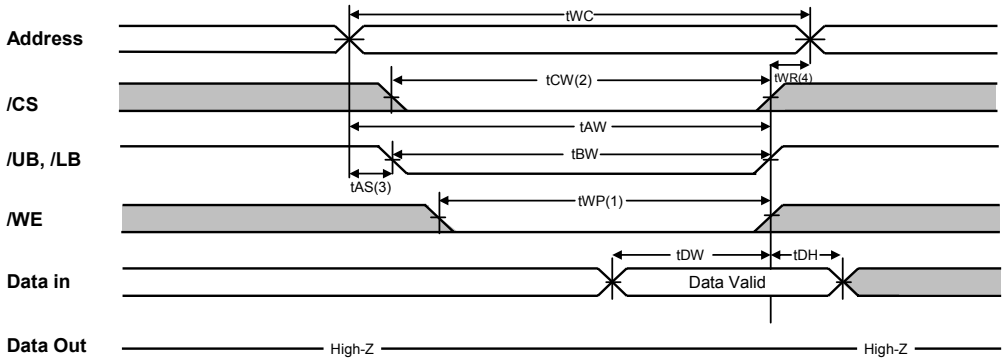 tWC
Address
tCW(2)
tWR(4)
/CS
tAW
/UB, /LB
tBW
tAS(3)
/WE
tWP(1)
tDW
tDH
Data in
Data Valid
Data Out
High-Z
High-Z